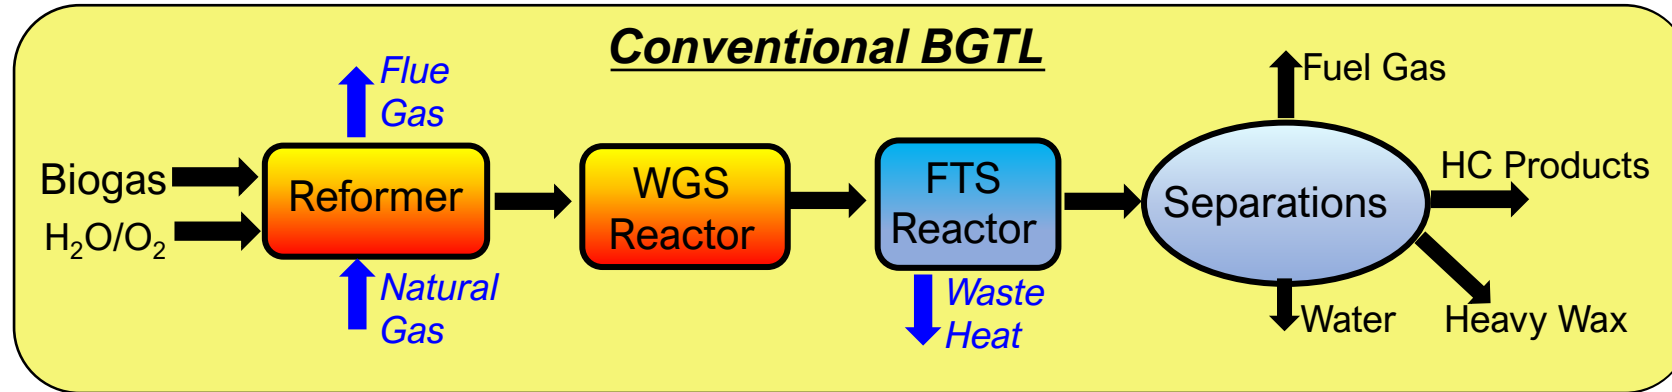 Conventional BGTL
Flue
Gas
Fuel Gas
Biogas
H₂O/O₂
Reformer
WGS
Reactor
FTS
Reactor
Separations
HC Products
Natural
Gas
Waste
Heat
Water
Heavy Wax